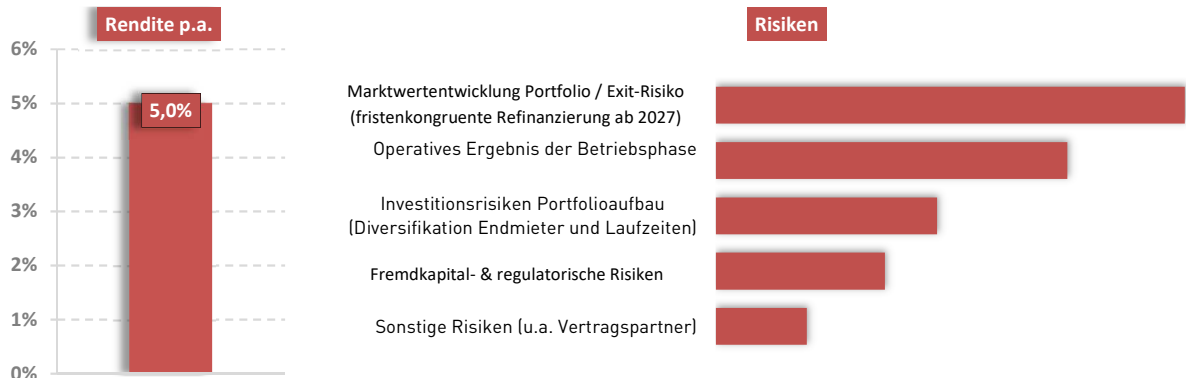 Rendite p.a.
6%
5%
4%
3%
2%
1%
0%
5,0%
Risiken
Marktwertentwicklung Portfolio / Exit-Risiko
(fristenkongruente Refinanzierung ab 2027)
Operatives Ergebnis der Betriebsphase
Investitionsrisiken Portfolioaufbau
(Diversifikation Endmieter und Laufzeiten)
Fremdkapital- & regulatorische Risiken
Sonstige Risiken (u.a. Vertragspartner)